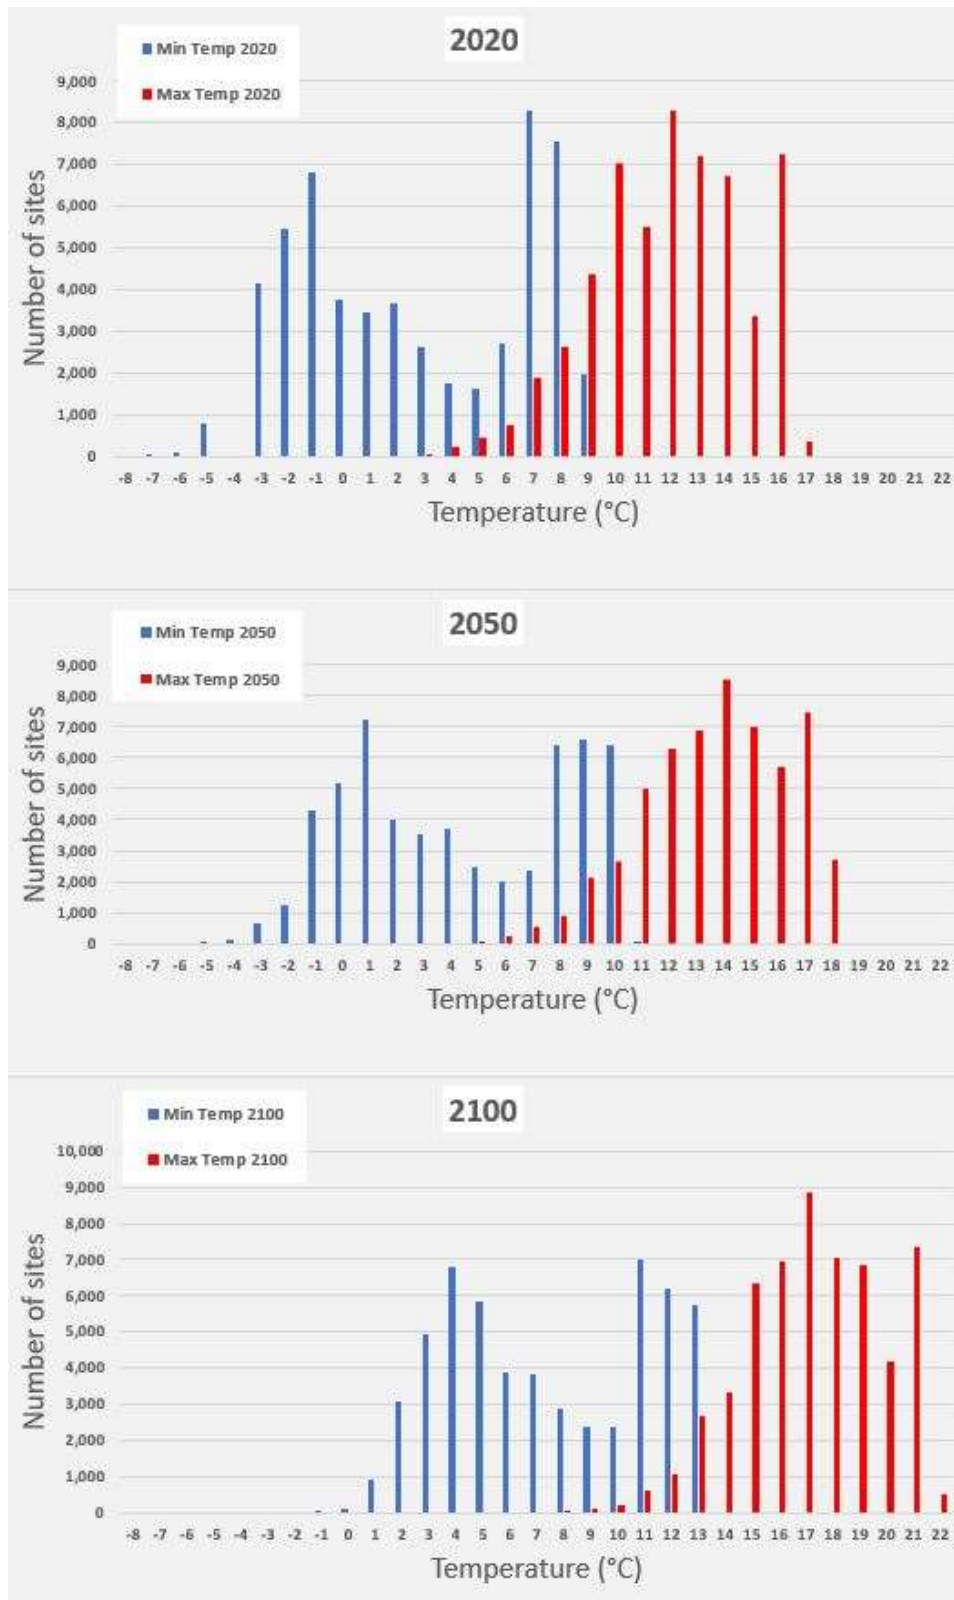 2020
Min Temp 2020
Max Temp 2020
9,000
8,000
7,000
6,000
5,000
4,000
3,000
2,000
1,000
0
Number of sites
-8 -7 -6 -5 -4 -3 -2 -1 0 1 2 3 4 5 6 7 8 9 10 11 12 13 14 15 16 17 18 19 20 21 22
Temperature (°C)
2050
Min Temp 2050
Max Temp 2050
9,000
8,000
7,000
6,000
5,000
4,000
3,000
2,000
1,000
0
Number of sites
-8 -7 -6 -5 -4 -3 -2 -1 0 1 2 3 4 5 6 7 8 9 10 11 12 13 14 15 16 17 18 19 20 21 22
Temperature (°C)
2100
Min Temp 2100
Max Temp 2100
10,000
9,000
8,000
7,000
6,000
5,000
4,000
3,000
2,000
1,000
0
Number of sites
-8 -7 -6 -5 -4 -3 -2 -1 0 1 2 3 4 5 6 7 8 9 10 11 12 13 14 15 16 17 18 19 20 21 22
Temperature (°C)